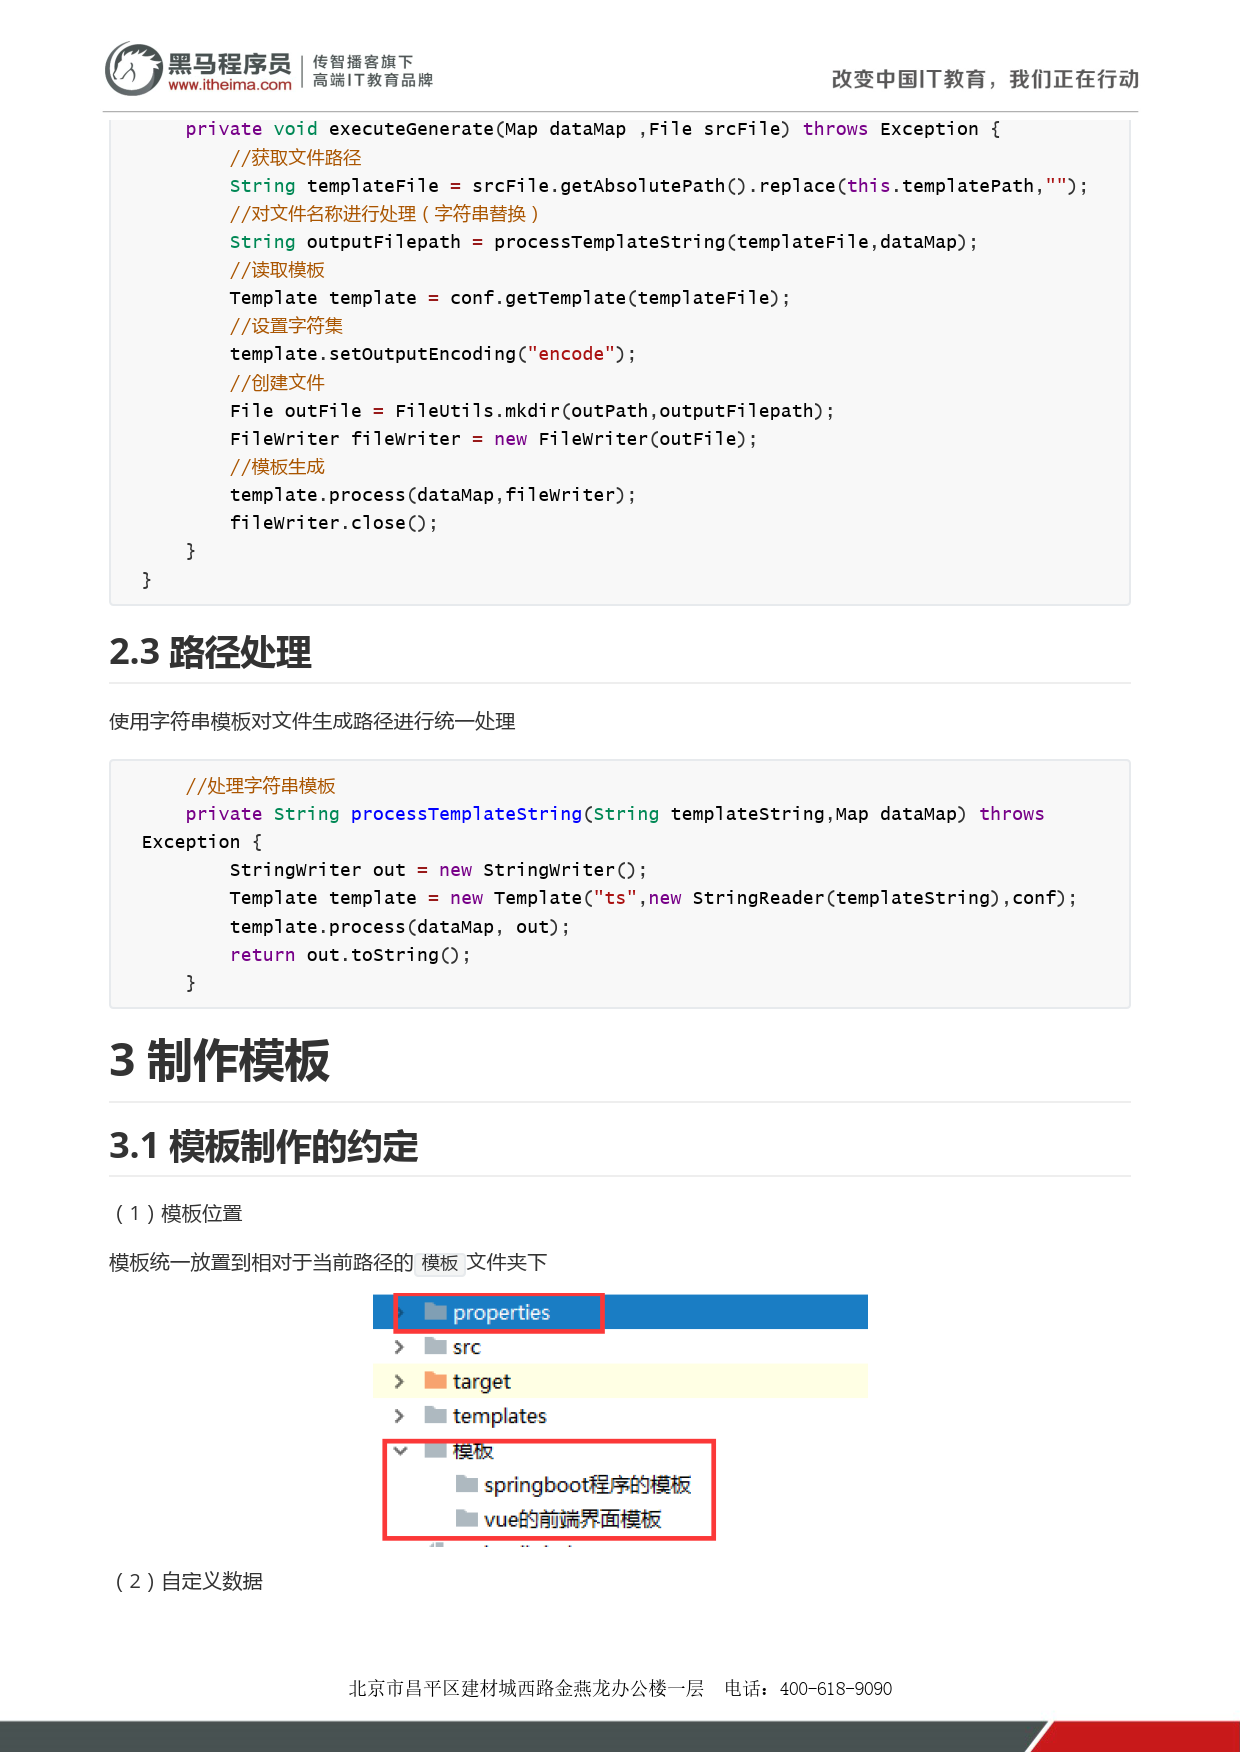 黑马程序员
www.itheima.com
传智播客旗下
高端IT教育品牌
改变中国IT教育，我们正在行动
private void executeGenerate(Map dataMap ,File srcFile) throws Exception {
//获取文件路径
String templateFile = srcFile.getAbsolutePath().replace(this.templatePath,"");
//对文件名称进行处理（字符串替换）
String outputFilepath = processTemplateString(templateFile,dataMap);
//读取模板
Template template = conf.getTemplate(templateFile);
//设置字符集
template.setOutputEncoding("encode");
//创建文件
File outFile = FileUtils.mkdir(outPath,outputFilepath);
FileWriter fileWriter = new FileWriter(outFile);
//模板生成
template.process(dataMap,fileWriter);
fileWriter.close();
}
}
2.3 路径处理
使用字符串模板对文件生成路径进行统一处理
//处理字符串模板
private String processTemplateString(String templateString,Map dataMap) throws
Exception {
StringWriter out = new StringWriter();
Template template = new Template("ts",new StringReader(templateString),conf);
template.process(dataMap, out);
return out.toString();
}
3 制作模板
3.1 模板制作的约定
（1）模板位置
模板统一放置到相对于当前路径的 模板 文件夹下
properties
src
target
templates
模板
springboot程序的模板
vue的前端界面模板
（2）自定义数据
北京市昌平区建材城西路金燕龙办公楼一层 电话：400-618-9090